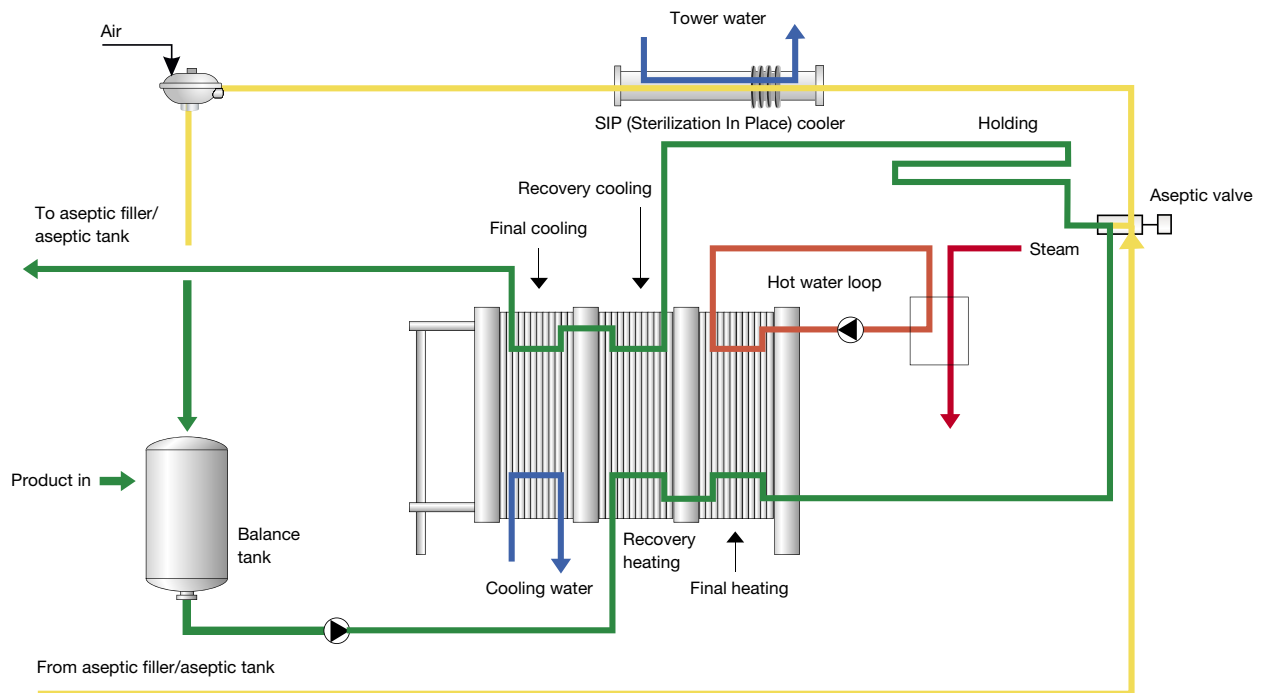 Tower water
Air
SIP (Sterilization In Place) cooler
Holding
Recovery cooling
Aseptic valve
To aseptic filler/
aseptic tank
Final cooling
Steam
Hot water loop
Product in
Balance
tank
Recovery
heating
Cooling water
Final heating
From aseptic filler/aseptic tank